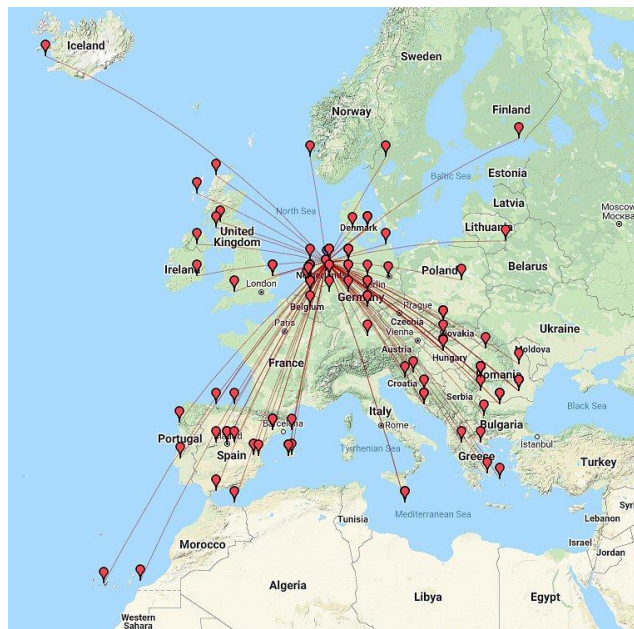 Iceland
Sweden
Finland
Norway
Estonia
Baltic Sea
Latvia
Moscow
Москва
North Sea
Denmark
Lithuania
United
Kingdom
Ireland
Belarus
Poland
London
Germany
Belgium
Prague
Czechia
Paris
Vienna
Slovakia
Ukraine
Austria
Hungary
Moldova
France
Croatia
Romania
Serbia
Italy
Black Sea
Barcelona
Rome
Bulgaria
Portugal
Istanbul
Spain
Tyrrhenian Sea
Greece
Turkey
Mediterranean Sea
Tunisia
Lebanon
Morocco
Israel
Jordan
Algeria
Libya
Egypt
Western
Sahara